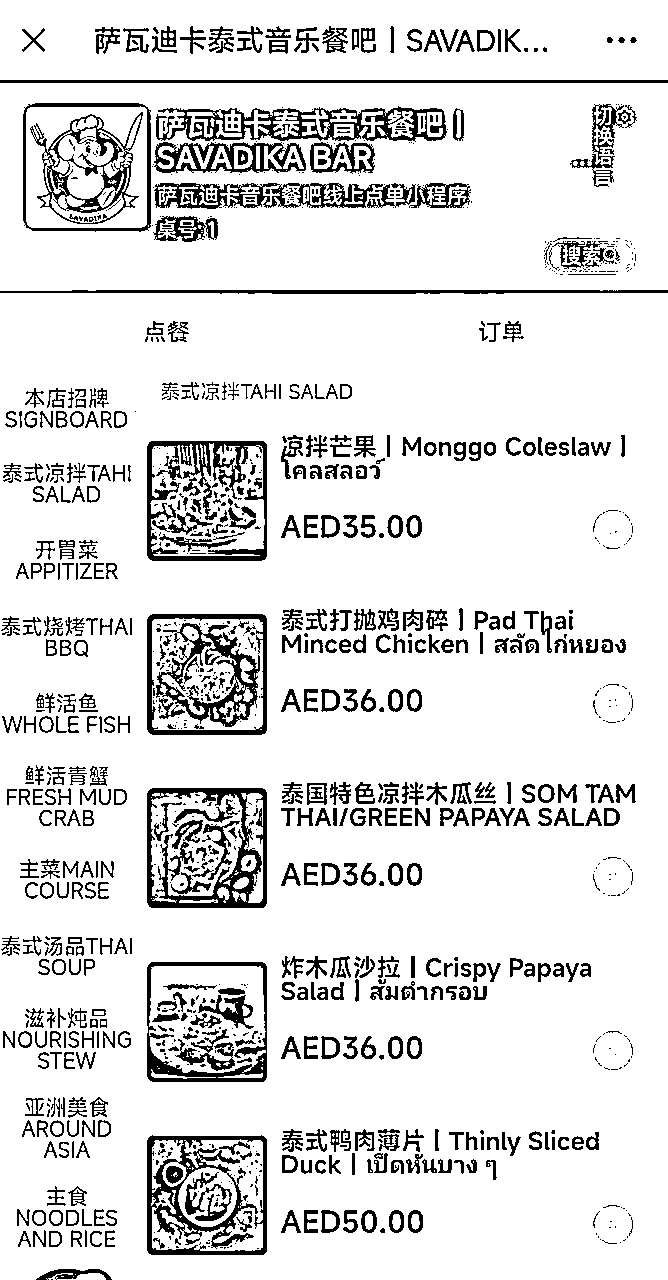 萨瓦迪卡泰式音乐餐吧丨SAVADIK...
SAVADIKA
萨瓦迪卡泰式音乐餐吧丨
SAVADIKA BAR
萨瓦迪卡音乐餐吧线上点单小程序
桌号:1
切换语言
搜索
点餐
订单
本店招牌
SIGNBOARD
泰式凉拌TAHI
SALAD
开胃菜
APPITIZER
泰式烧烤THAI
BBQ
鲜活鱼
WHOLE FISH
鲜活青蟹
FRESH MUD
CRAB
主菜MAIN
COURSE
泰式汤品THAI
SOUP
滋补炖品
NOURISHING
STEW
亚洲美食
AROUND
ASIA
主食
NOODLES
AND RICE
泰式凉拌TAHI SALAD
凉拌芒果丨Monggo Coleslaw丨
โคลสลอว์
AED35.00
泰式打抛鸡肉碎丨Pad Thai
Minced Chicken丨สลัดไก่หยอง
AED36.00
泰国特色凉拌木瓜丝丨SOM TAM
THAI/GREEN PAPAYA SALAD
AED36.00
炸木瓜沙拉丨Crispy Papaya
Salad丨ส้มตำกรอบ
AED36.00
泰式鸭肉薄片丨Thinly Sliced
Duck丨เป็ดหั่นบาง ๆ
AED50.00